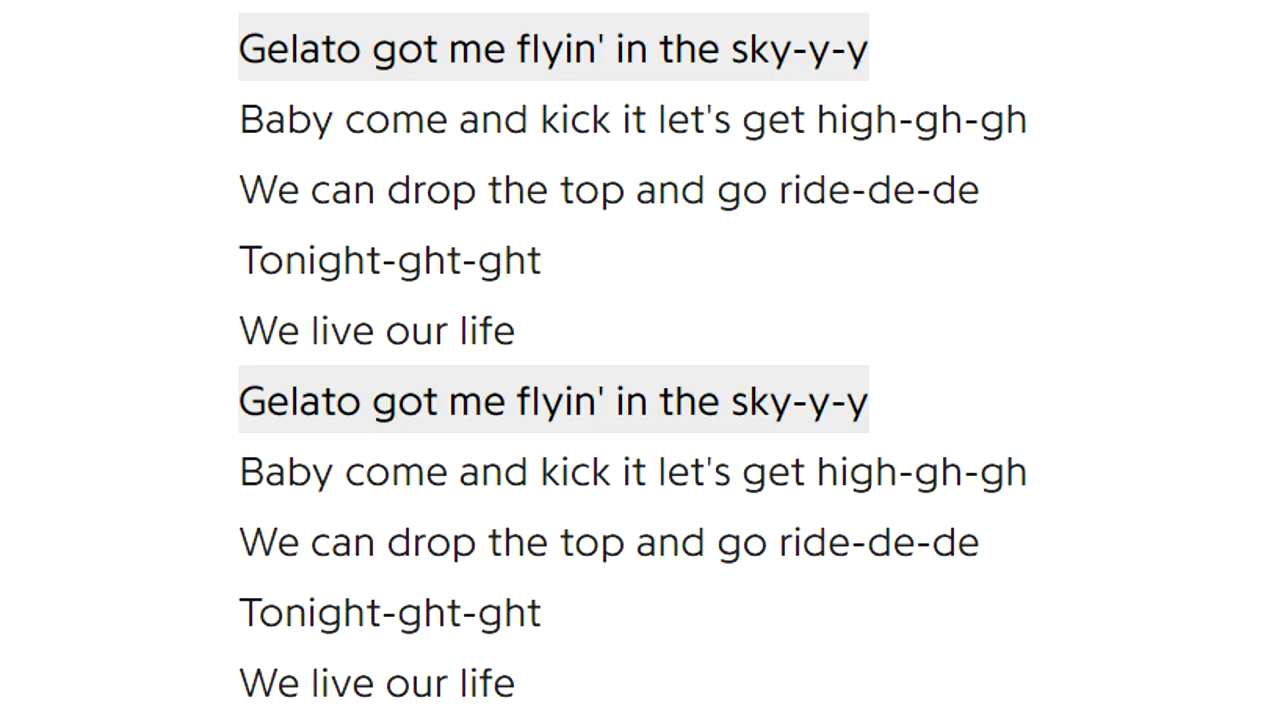 Gelato got me flyin' in the sky-y-y
Baby come and kick it let's get high-gh-gh
We can drop the top and go ride-de-de
Tonight-ght-ght
We live our life
Gelato got me flyin' in the sky-y-y
Baby come and kick it let's get high-gh-gh
We can drop the top and go ride-de-de
Tonight-ght-ght
We live our life